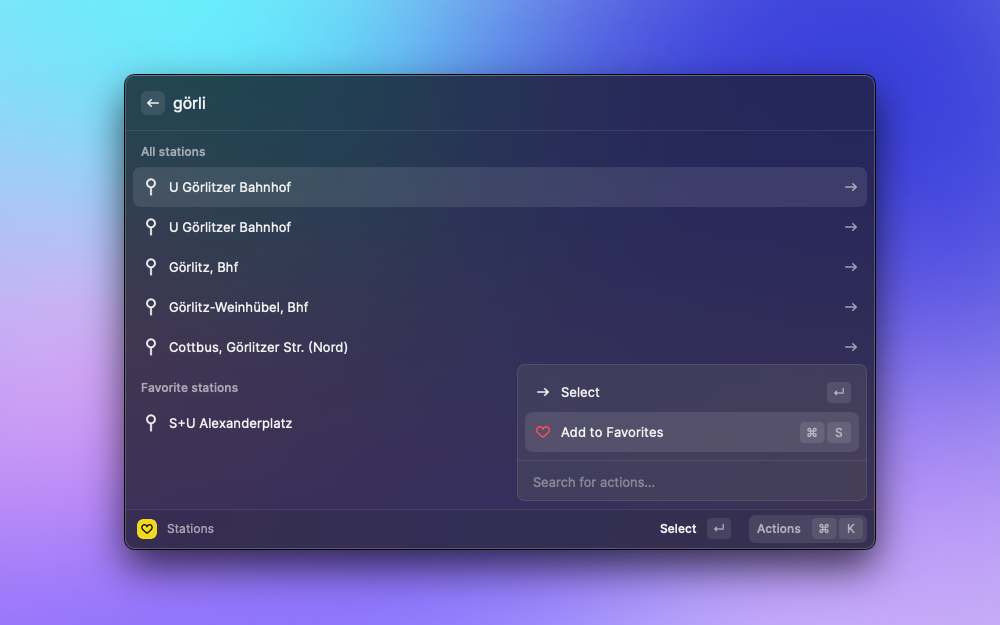 görli
All stations
U Görlitzer Bahnhof
U Görlitzer Bahnhof
Görlitz, Bhf
Görlitz-Weinhübel, Bhf
Cottbus, Görlitzer Str. (Nord)
Favorite stations
S+U Alexanderplatz
Select ↵
Add to Favorites ⌘ S
Search for actions...
Stations Select ↵ Actions ⌘ K